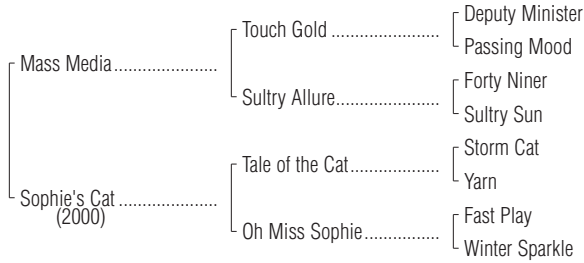 Deputy Minister
Touch Gold ......................
Passing Mood
Mass Media.....................
Forty Niner
Sultry Allure.....................
Sultry Sun
Storm Cat
Tale of the Cat ..................
Yarn
Sophie's Cat ....................
(2000)
Fast Play
Oh Miss Sophie...............
Winter Sparkle